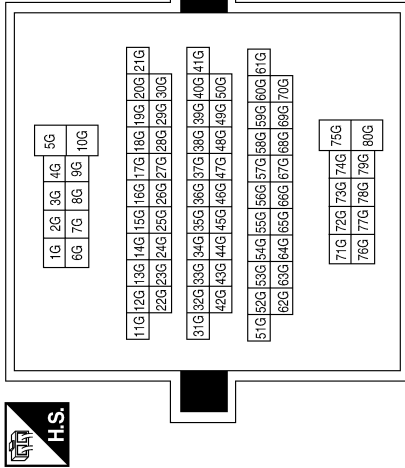 1G 2G 3G 4G 5G
6G 7G 8G 9G 10G
11G 12G 13G 14G 15G 16G 17G 18G 19G 20G 21G
22G 23G 24G 25G 26G 27G 28G 29G 30G
31G 32G 33G 34G 35G 36G 37G 38G 39G 40G 41G
42G 43G 44G 45G 46G 47G 48G 49G 50G
51G 52G 53G 54G 55G 56G 57G 58G 59G 60G 61G
62G 63G 64G 65G 66G 67G 68G 69G 70G
71G 72G 73G 74G 75G
76G 77G 78G 79G 80G
H.S.